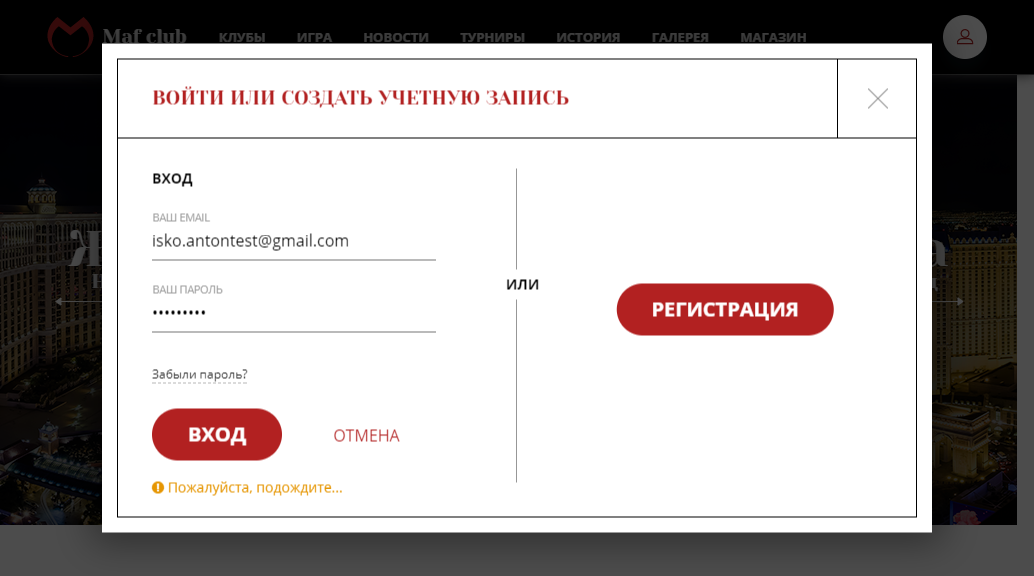 Maf club
КЛУБЫ ИГРА НОВОСТИ ТУРНИРЫ ИСТОРИЯ ГАЛЕРЕЯ МАГАЗИН
ВОЙТИ ИЛИ СОЗДАТЬ УЧЕТНУЮ ЗАПИСЬ
ВХОД
ВАШ EMAIL
isko.antontest@gmail.com
ВАШ ПАРОЛЬ
•••••••••
Забыли пароль?
ВХОД ОТМЕНА
Пожалуйста, подождите...
ИЛИ
РЕГИСТРАЦИЯ